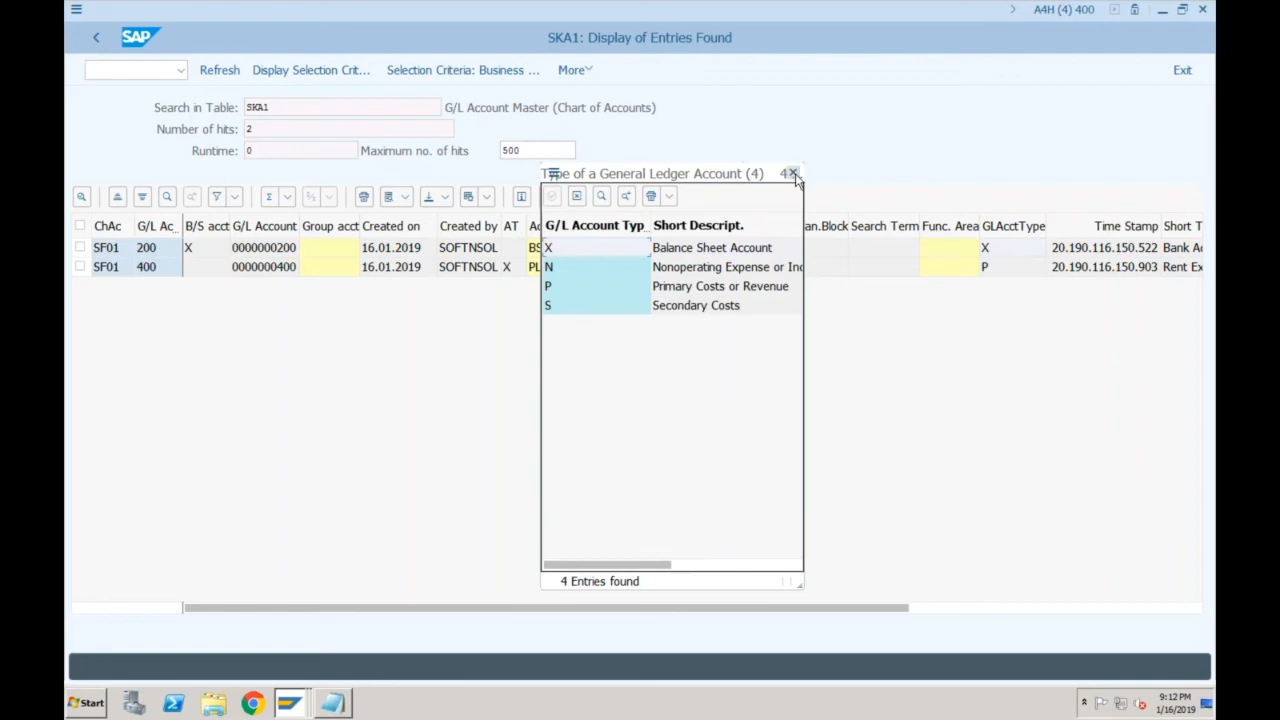 A4H (4) 400
SAP
SKA1: Display of Entries Found
Refresh Display Selection Crit... Selection Criteria: Business ... More Exit
Search in Table: SKA1 G/L Account Master (Chart of Accounts)
Number of hits: 2
Runtime: 0 Maximum no. of hits 500
Type of a General Ledger Account (4)
ChAc G/L Ac_ B/S acct G/L Account Group acct Created on Created by AT
SF01 200 X 0000000200 16.01.2019 SOFTNSOL BS
SF01 400 0000000400 16.01.2019 SOFTNSOL X PL
G/L Account Typ_ Short Descript.
X Balance Sheet Account
N Nonoperating Expense or Inc
P Primary Costs or Revenue
S Secondary Costs
4 Entries found
an.Block Search Term Func. Area GLAcctType Time Stamp Short T
X 20.190.116.150.522 Bank Ac
P 20.190.116.150.903 Rent Ex
Start
9:12 PM
1/16/2019